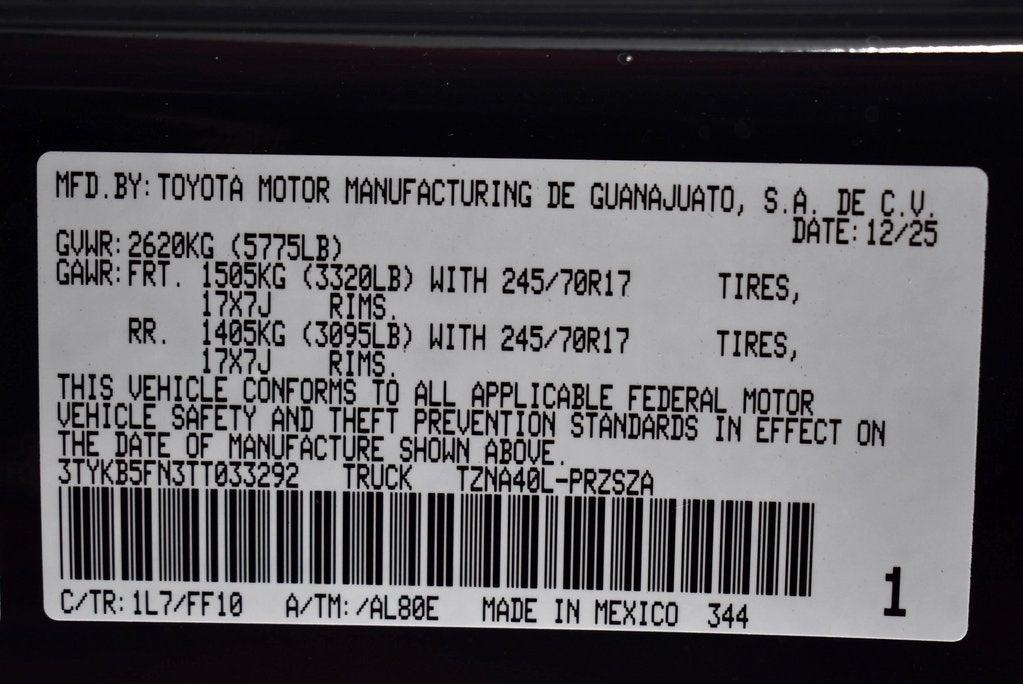 MFD.BY: TOYOTA MOTOR MANUFACTURING DE GUANAJUATO, S.A. DE C.V.
DATE: 12/25
GVWR: 2620KG (5775LB)
GAWR: FRT. 1505KG (3320LB) WITH 245/70R17 TIRES,
17X7J RIMS.
RR. 1405KG (3095LB) WITH 245/70R17 TIRES,
17X7J RIMS.
THIS VEHICLE CONFORMS TO ALL APPLICABLE FEDERAL MOTOR
VEHICLE SAFETY AND THEFT PREVENTION STANDARDS IN EFFECT ON
THE DATE OF MANUFACTURE SHOWN ABOVE.
3TYKB5FN3TT033292 TRUCK TZNA40L-PRZSZA
1
C/TR: 1L7/FF10 A/TM: /AL80E MADE IN MEXICO 344